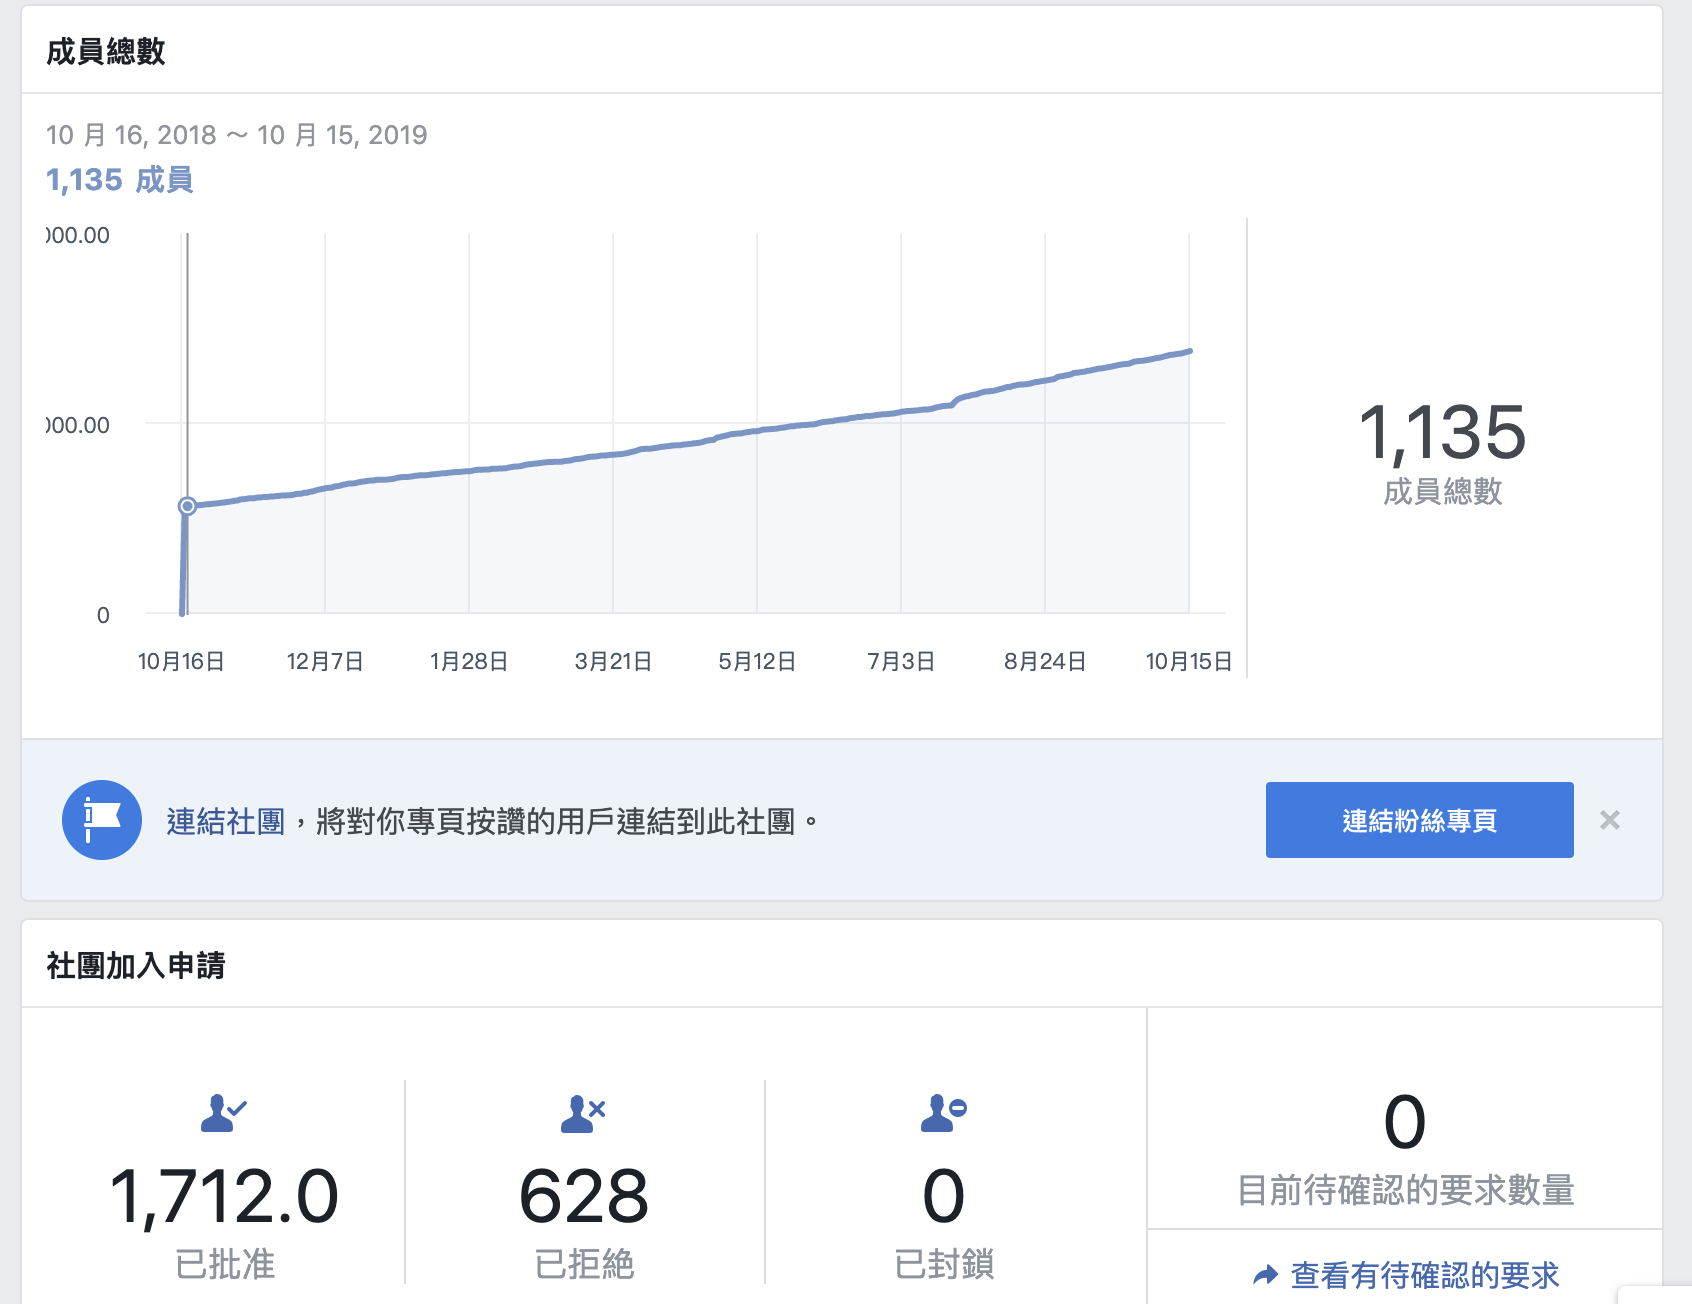 成員總數
10 月 16, 2018 ～ 10 月 15, 2019
1,135 成員
000.00
000.00
0
10月16日 12月7日 1月28日 3月21日 5月12日 7月3日 8月24日 10月15日
1,135
成員總數
連結社團，將對你專頁按讚的用戶連結到此社團。
連結粉絲專頁
社團加入申請
1,712.0
已批准
628
已拒絕
0
已封鎖
0
目前待確認的要求數量
查看有待確認的要求